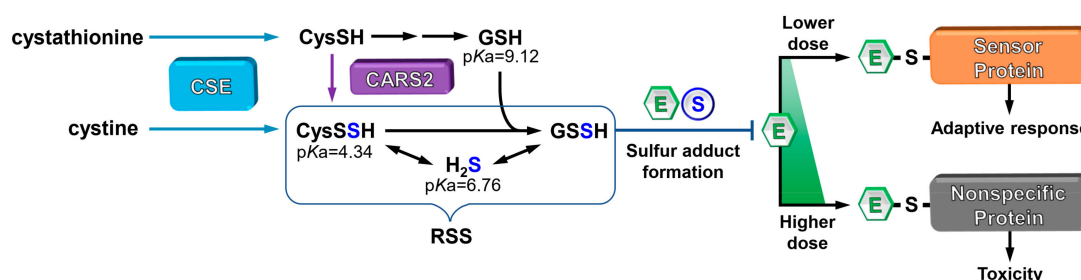 cystathionine
CysSH
GSH
pKa=9.12
CSE
CARS2
cystine
CysSSH
pKa=4.34
GSSH
H2S
pKa=6.76
RSS
E S
Sulfur adduct
formation
E
Lower
dose
E S
Sensor
Protein
Adaptive response
Higher
dose
E S
Nonspecific
Protein
Toxicity